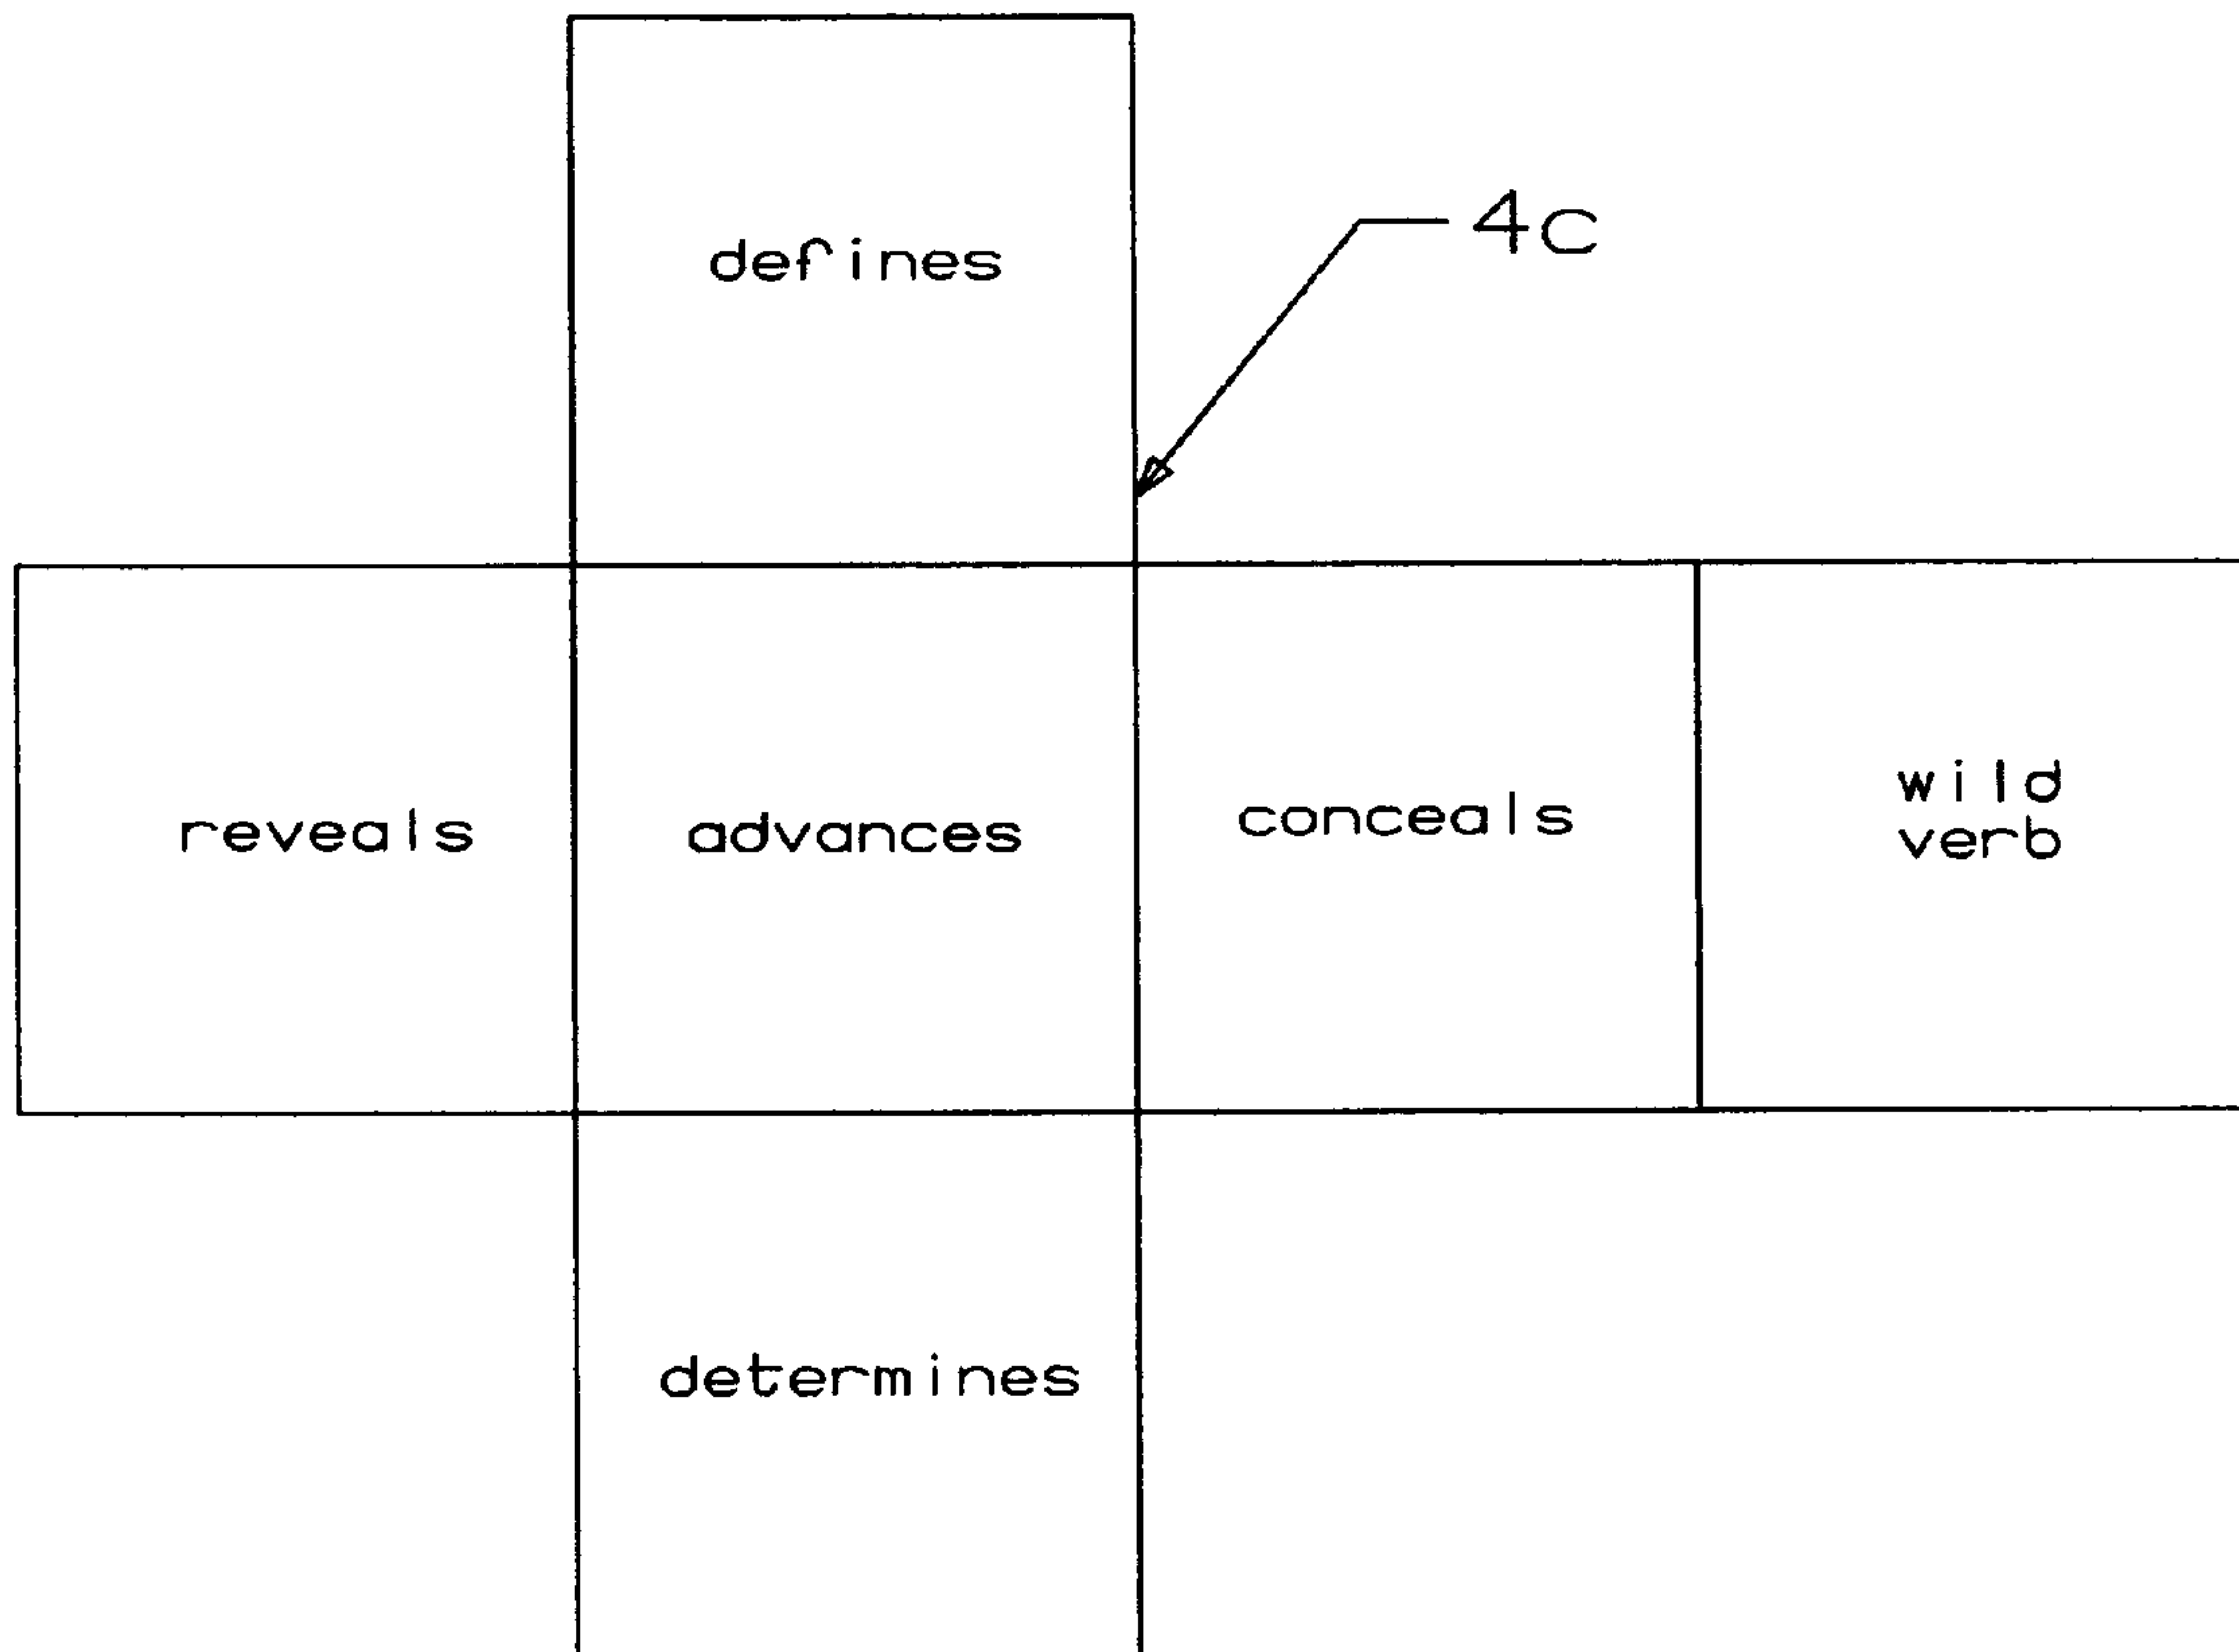 defines
4c
reveals
advances
conceals
wild
verb
determines